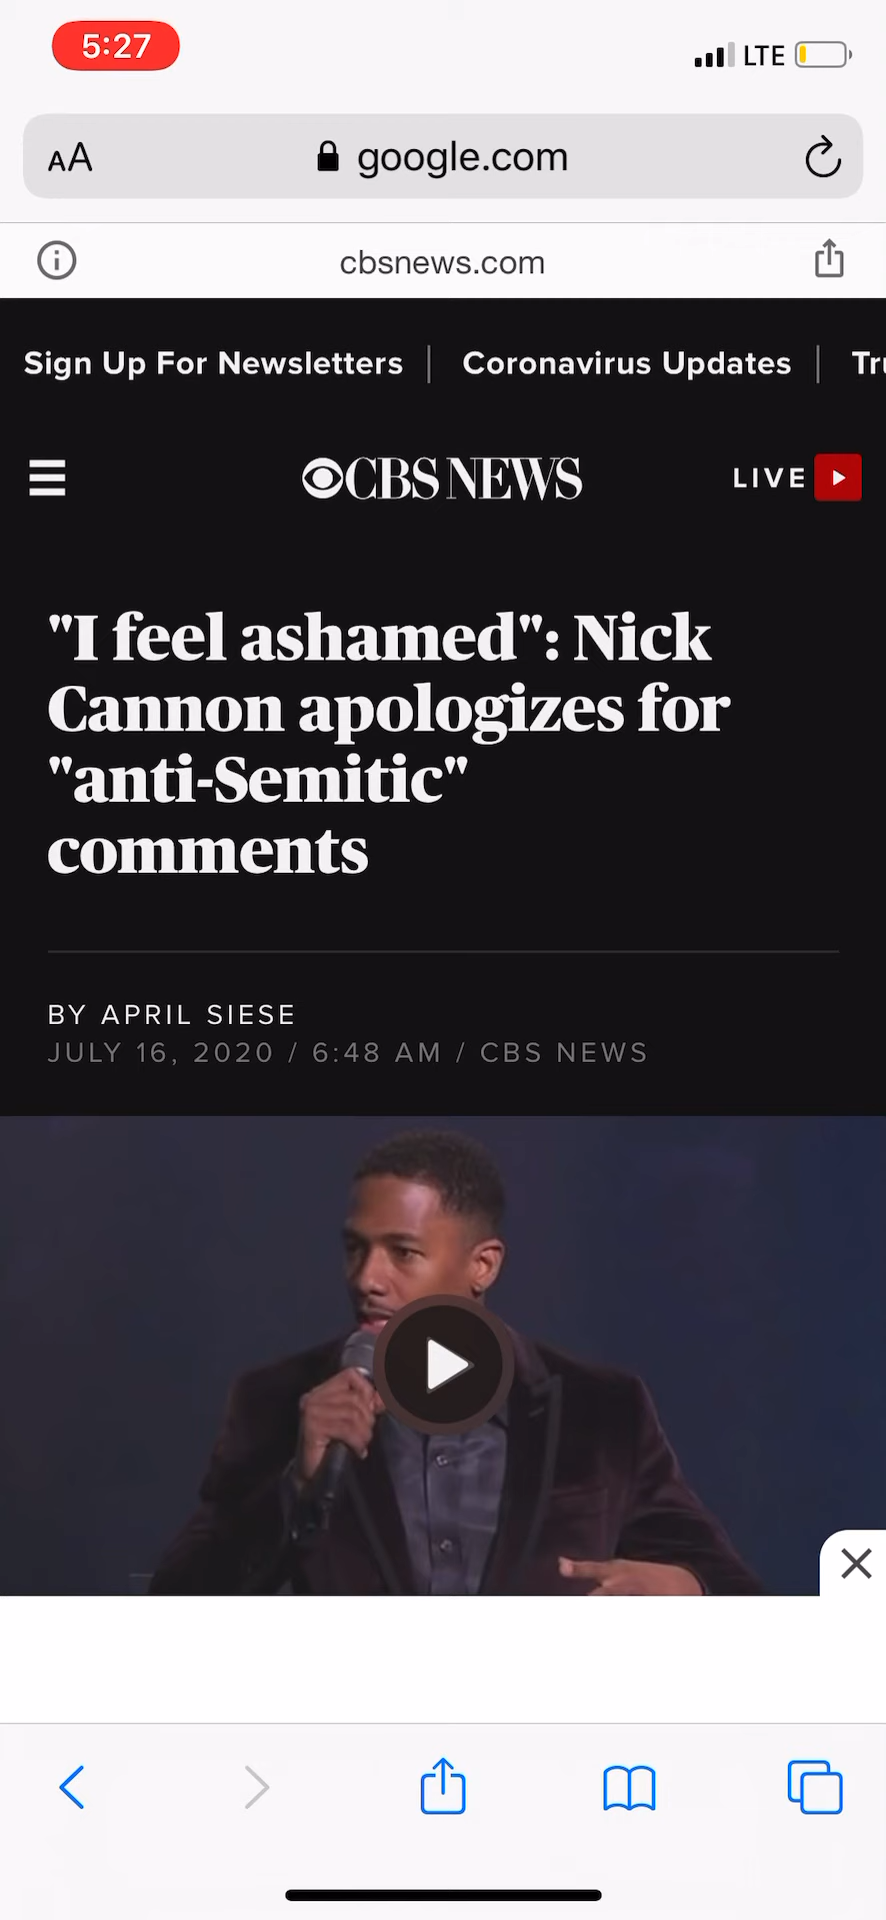 5:27
LTE
AA
google.com
cbsnews.com
Sign Up For Newsletters | Coronavirus Updates |
CBS NEWS
LIVE
"I feel ashamed": Nick
Cannon apologizes for
"anti-Semitic"
comments
BY APRIL SIESE
JULY 16, 2020 / 6:48 AM / CBS NEWS